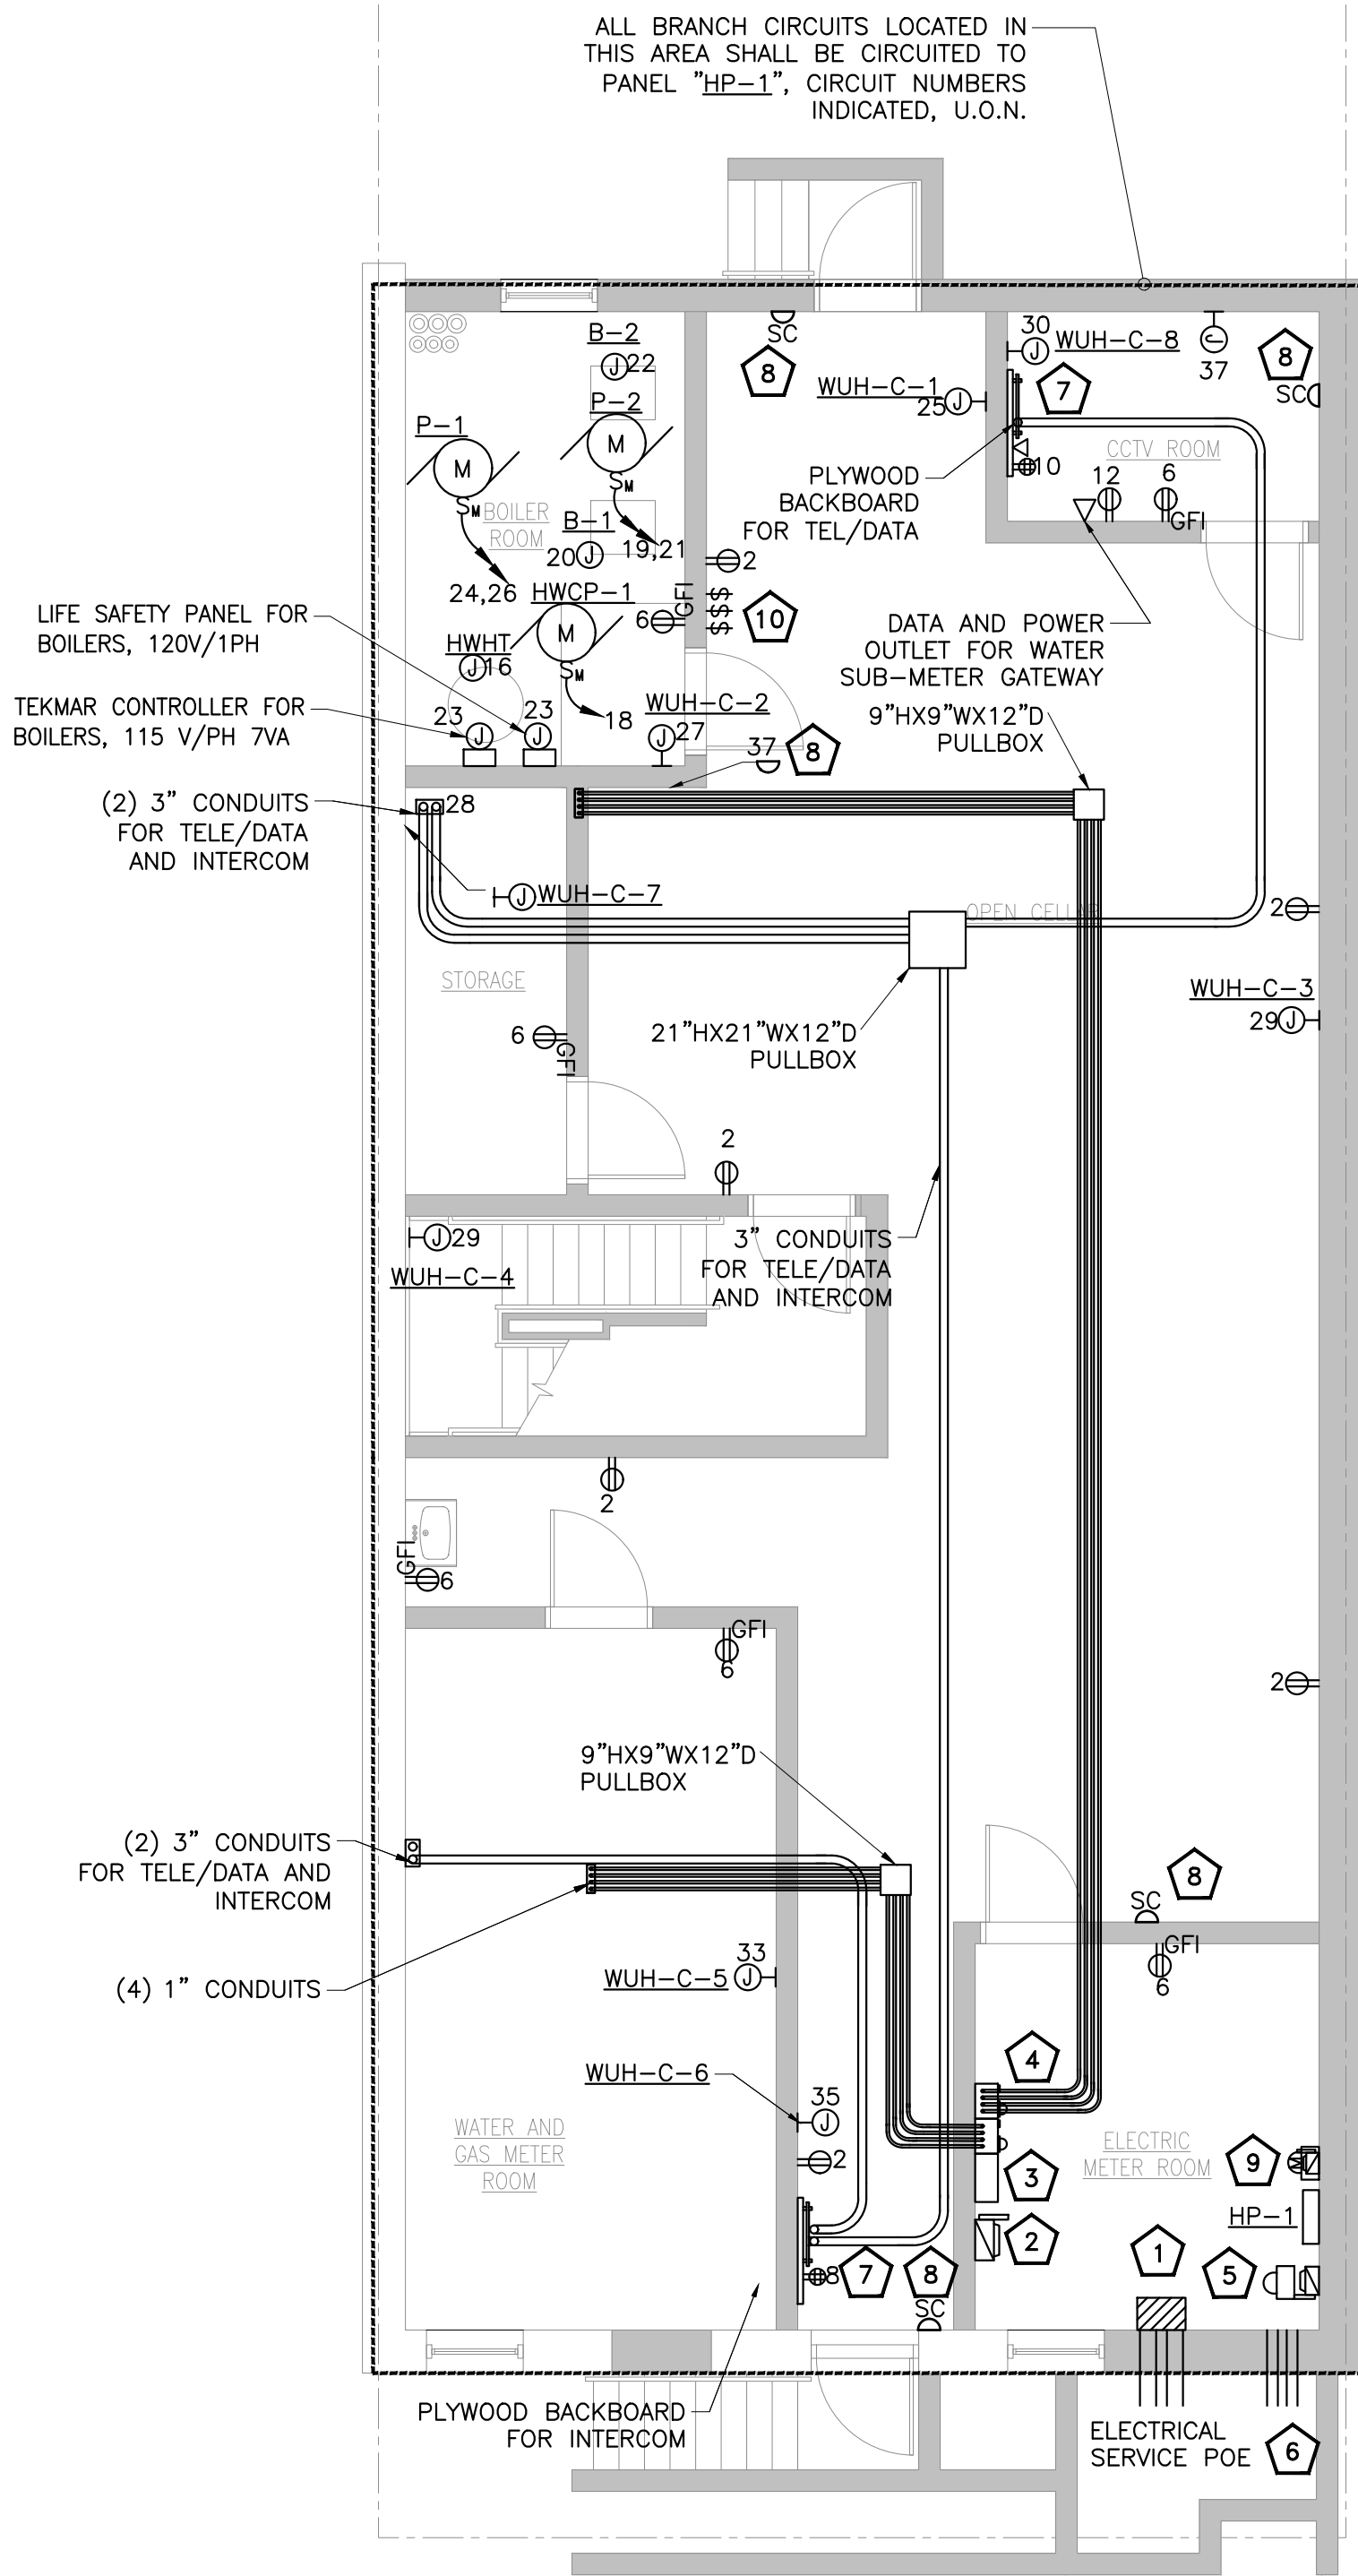 ALL BRANCH CIRCUITS LOCATED IN
THIS AREA SHALL BE CIRCUITED TO
PANEL "HP-1", CIRCUIT NUMBERS
INDICATED, U.O.N.
SC
8
30
WUH-C-8
37
8
SC
7
WUH-C-1
25
B-2
22
P-2
M
SM
P-1
M
SM
BOILER
ROOM
B-1
20
J
19,21
24,26
PLYWOOD
BACKBOARD
FOR TEL/DATA
10
CCTV ROOM
12
6
GFI
2
GFI
6
$$$
10
HWCP-1
M
SM
18
HWHT
J
16
LIFE SAFETY PANEL FOR
BOILERS, 120V/1PH
TEKMAR CONTROLLER FOR
BOILERS, 115 V/PH 7VA
23
J
23
J
WUH-C-2
J
27
37
8
DATA AND POWER
OUTLET FOR WATER
SUB-METER GATEWAY
9"HX9"WX12"D
PULLBOX
(2) 3" CONDUITS
FOR TELE/DATA
AND INTERCOM
28
J
WUH-C-7
OPEN CELLAR
2
STORAGE
WUH-C-3
29
J
6
GFI
21"HX21"WX12"D
PULLBOX
2
J
29
WUH-C-4
3" CONDUITS
FOR TELE/DATA
AND INTERCOM
2
GFI
6
GFI
6
2
9"HX9"WX12"D
PULLBOX
(2) 3" CONDUITS
FOR TELE/DATA AND
INTERCOM
(4) 1" CONDUITS
8
SC
GFI
6
33
WUH-C-5
J
4
WUH-C-6
35
J
2
WATER AND
GAS METER
ROOM
ELECTRIC
METER ROOM
3
9
HP-1
2
1
5
8
7
8
SC
PLYWOOD BACKBOARD
FOR INTERCOM
ELECTRICAL
SERVICE POE
6